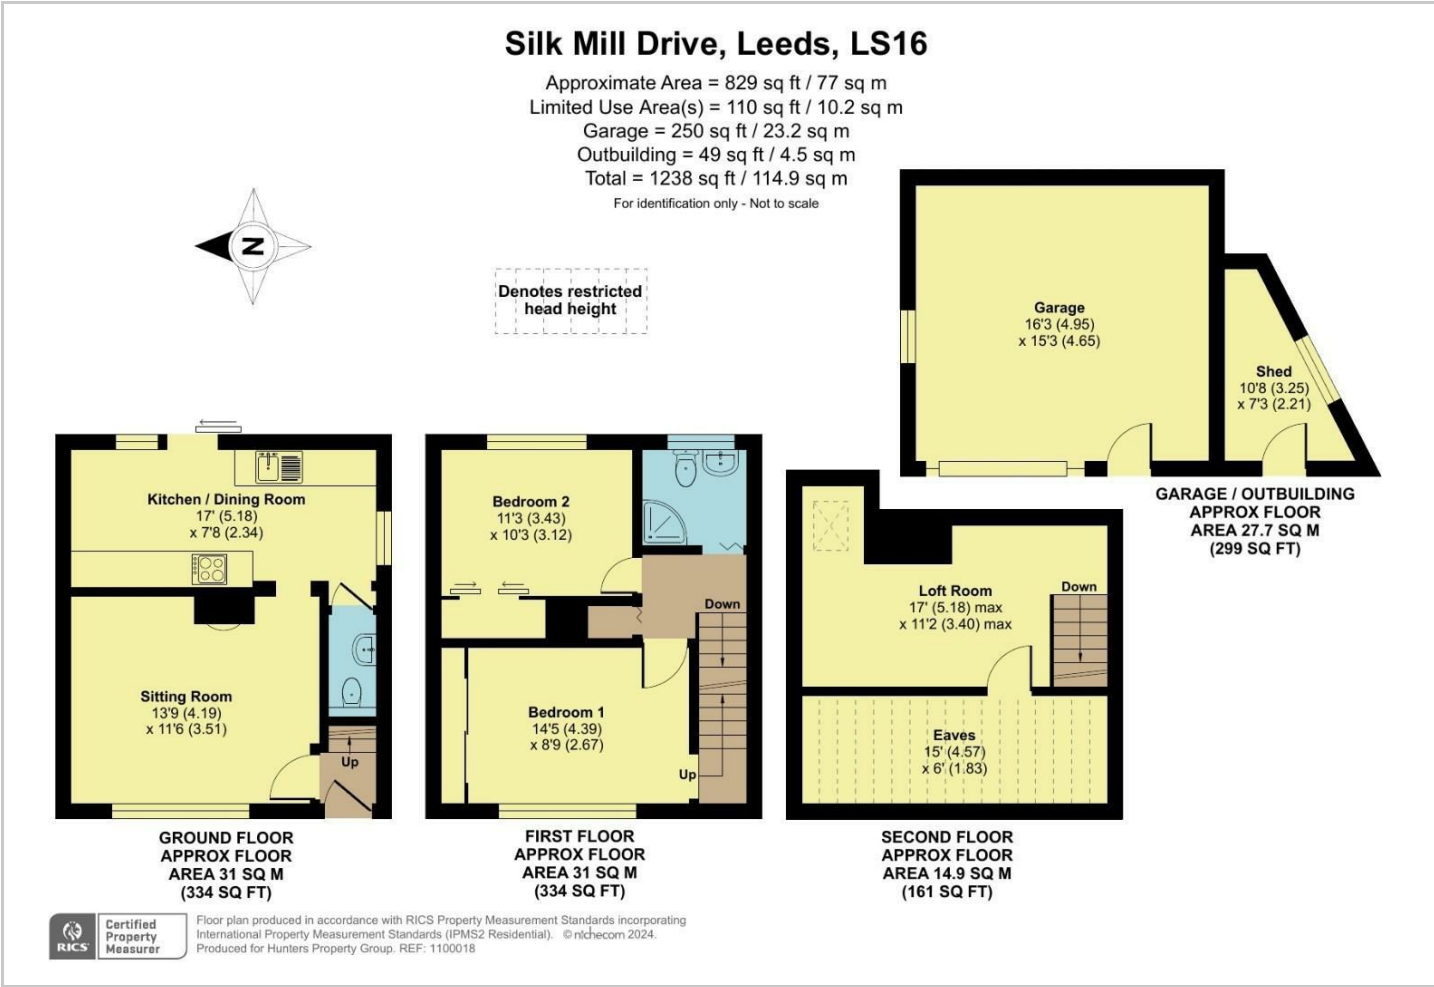 Silk Mill Drive, Leeds, LS16
Approximate Area = 829 sq ft / 77 sq m
Limited Use Area(s) = 110 sq ft / 10.2 sq m
Garage = 250 sq ft / 23.2 sq m
Outbuilding = 49 sq ft / 4.5 sq m
Total = 1238 sq ft / 114.9 sq m
For identification only - Not to scale
N
Denotes restricted
head height
Garage
16'3 (4.95)
x 15'3 (4.65)
Shed
10'8 (3.25)
x 7'3 (2.21)
GARAGE / OUTBUILDING
APPROX FLOOR
AREA 27.7 SQ M
(299 SQ FT)
Kitchen / Dining Room
17' (5.18)
x 7'8 (2.34)
Sitting Room
13'9 (4.19)
x 11'6 (3.51)
Up
GROUND FLOOR
APPROX FLOOR
AREA 31 SQ M
(334 SQ FT)
Bedroom 2
11'3 (3.43)
x 10'3 (3.12)
Down
Bedroom 1
14'5 (4.39)
x 8'9 (2.67)
Up
FIRST FLOOR
APPROX FLOOR
AREA 31 SQ M
(334 SQ FT)
Loft Room
17' (5.18) max
x 11'2 (3.40) max
Down
Eaves
15' (4.57)
x 6' (1.83)
SECOND FLOOR
APPROX FLOOR
AREA 14.9 SQ M
(161 SQ FT)
RICS
Certified
Property
Measurer
Floor plan produced in accordance with RICS Property Measurement Standards incorporating
International Property Measurement Standards (IPMS2 Residential). ©nichecom 2024.
Produced for Hunters Property Group. REF: 1100018